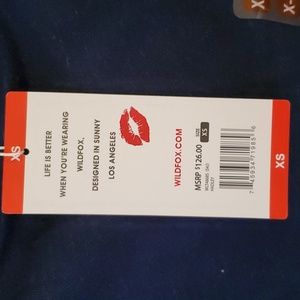 XS
LIFE IS BETTER
WHEN YOU'RE WEARING
WILDFOX,
DESIGNED IN SUNNY
LOS ANGELES
WILDFOX.COM
SIZE
XS
MSRP $126.00
XS